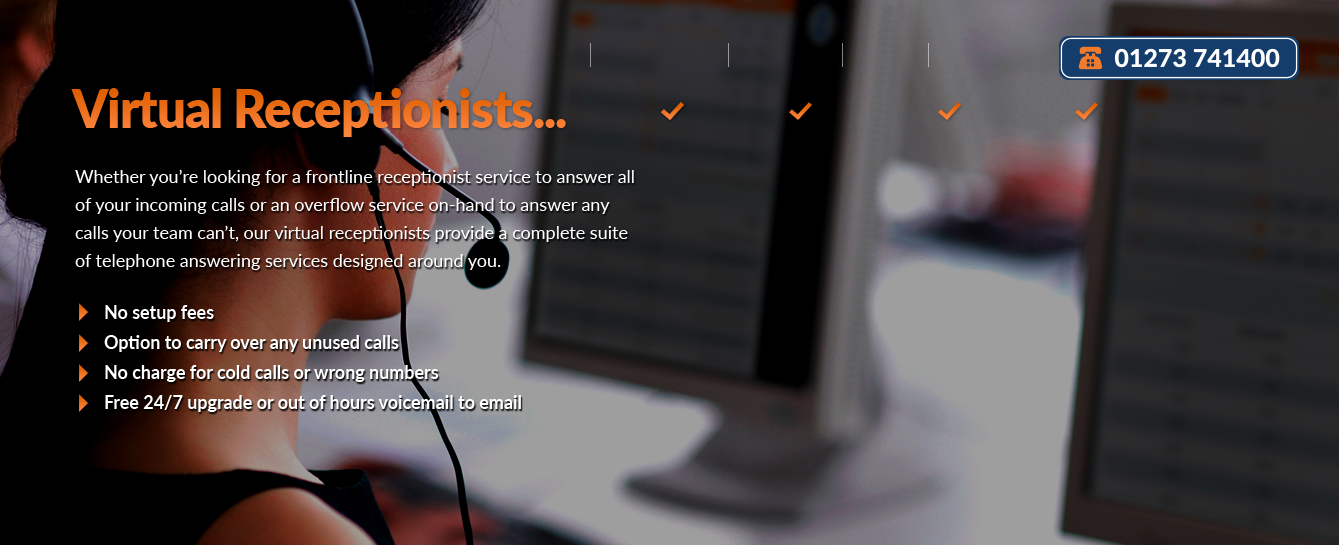 01273 741400
Virtual Receptionists...
Whether you’re looking for a frontline receptionist service to answer all
of your incoming calls or an overflow service on-hand to answer any
calls your team can’t, our virtual receptionists provide a complete suite
of telephone answering services designed around you.
No setup fees
Option to carry over any unused calls
No charge for cold calls or wrong numbers
Free 24/7 upgrade or out of hours voicemail to email